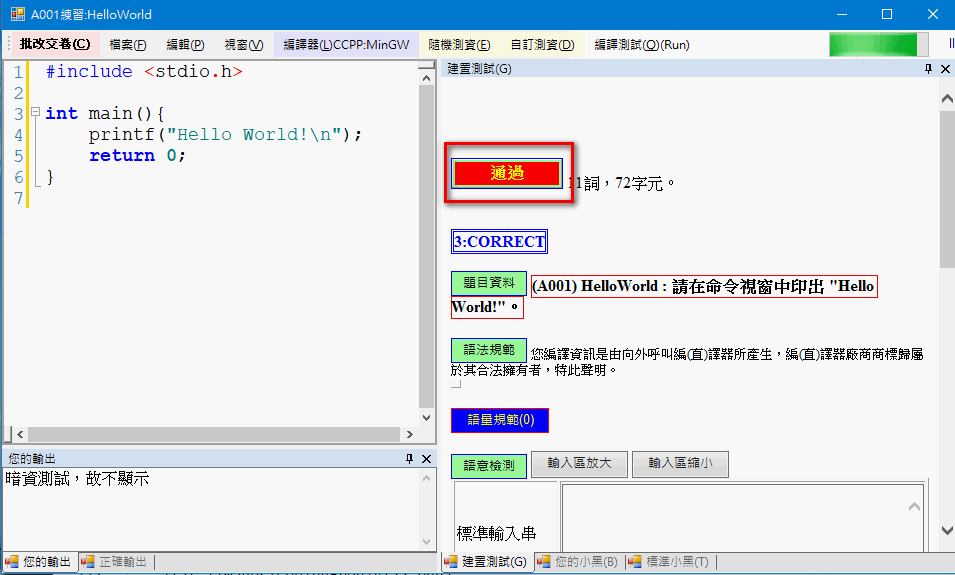 A001練習:HelloWorld
批改交卷(C) 檔案(F) 編輯(P) 視窗(V) 編譯器(L)CCPP:MinGW 隨機測資(E) 自訂測資(D) 編譯測試(Q)(Run)
1 #include <stdio.h>
2
3 int main(){
4 printf("Hello World!\n");
5 return 0;
6 }
7
您的輸出
暗資測試，故不顯示
您的輸出 正確輸出
建置測試(G)
通過 11詞，72字元。
3:CORRECT
題目資料 (A001) HelloWorld : 請在命令視窗中印出 "Hello
World!"。
語法規範 您編譯資訊是由向外呼叫編(直)譯器所產生，編(直)譯器廠商商標歸屬
於其合法擁有者，特此聲明。
語量規範(0)
語意檢測 輸入區放大 輸入區縮小
標準輸入串
建置測試(G) 您的小黑(B) 標準小黑(T)